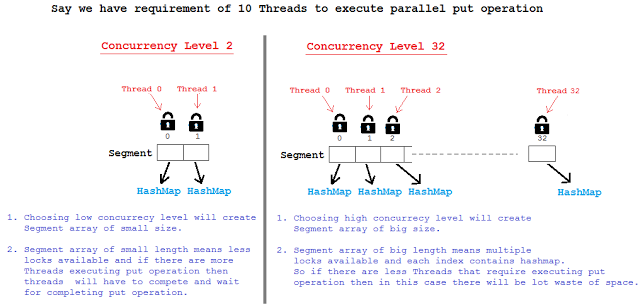 Say we have requirement of 10 Threads to execute parallel put operation
Concurrency Level 2
Thread 0 Thread 1
0 1
Segment
HashMap HashMap
1. Choosing low concurrecy level will create
Segment array of small size.
2. Segment array of small length means less
locks available and if there are more
Threads executing put operation then
threads will have to compete and wait
for completing put operation.
Concurrency Level 32
Thread 0 Thread 1 Thread 2 Thread 32
0 1 2 32
Segment
HashMap HashMap HashMap HashMap
1. Choosing high concurrecy level will create
Segment array of big size.
2. Segment array of big length means multiple
locks available and each index contains hashmap.
So if there are less Threads that require executing put
operation then in this case there will be lot waste of space.